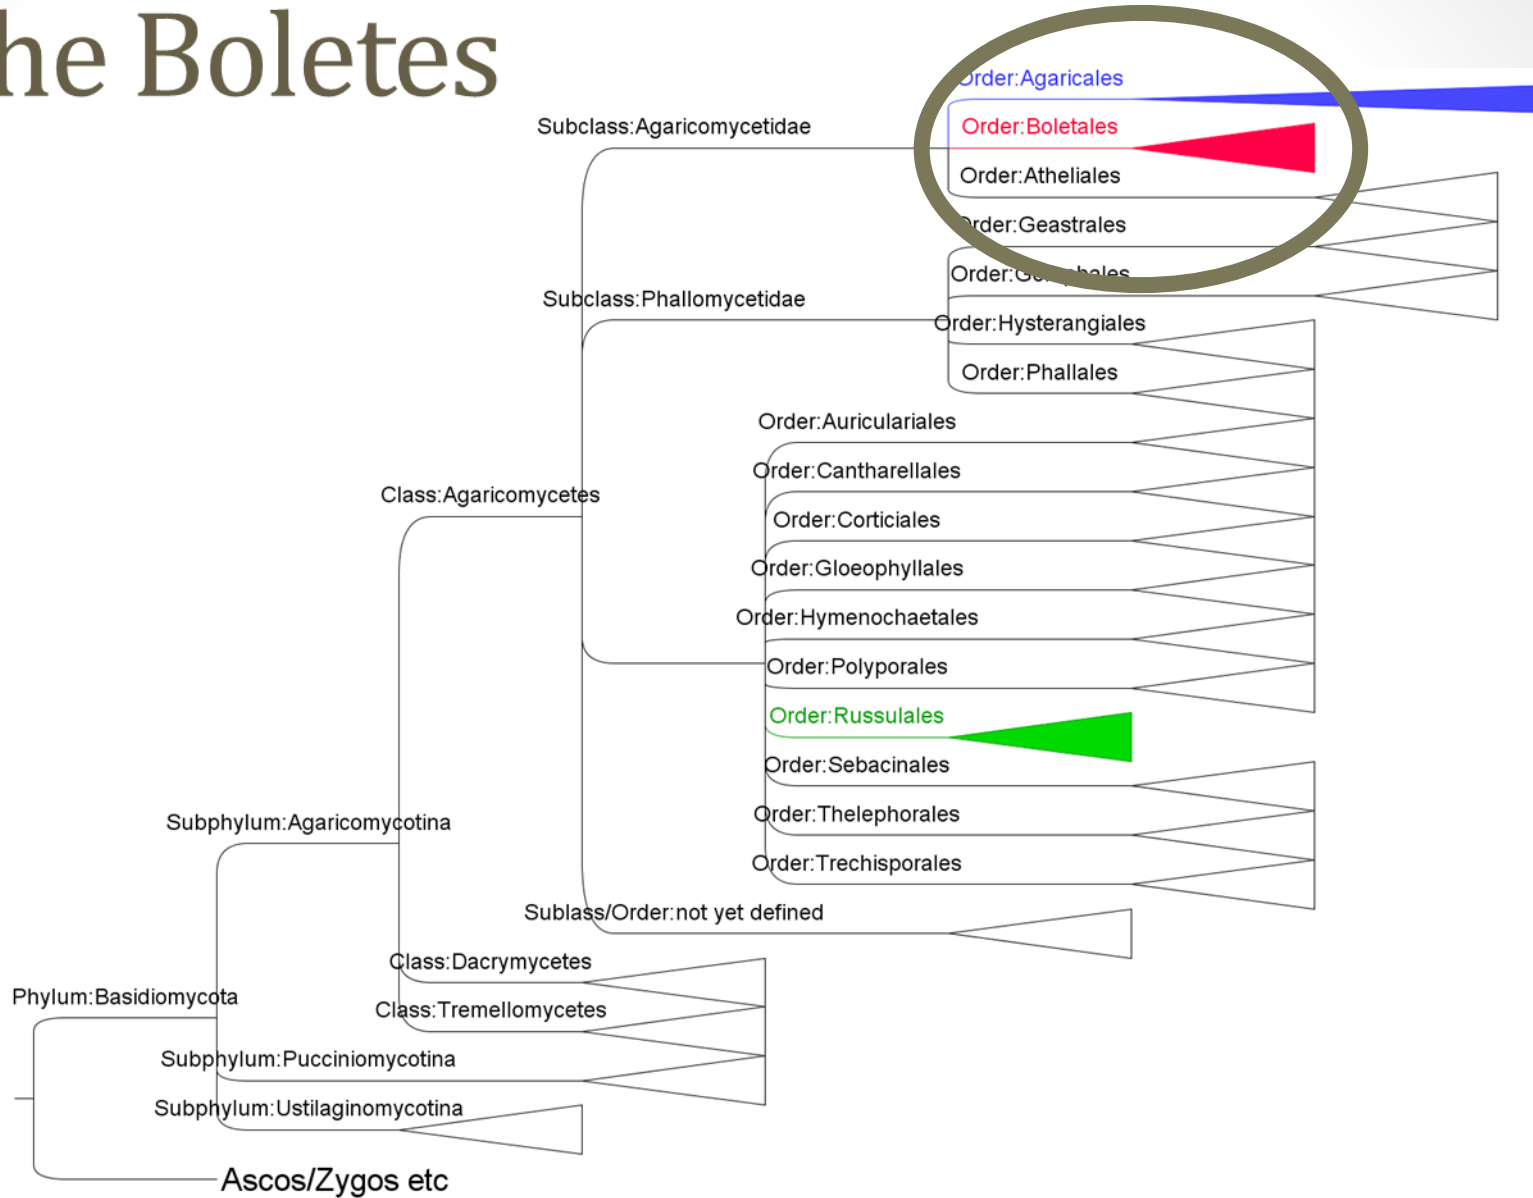 he Boletes
Order:Agaricales
Subclass:Agaricomycetidae
Order:Boletales
Order:Atheliales
Order:Geastrales
Subclass:Phallomycetidae
Order:Hysterangiales
Order:Phallales
Order:Auriculariales
Order:Cantharellales
Class:Agaricomycetes
Order:Corticiales
Order:Gloeophyllales
Order:Hymenochaetales
Order:Polyporales
Order:Russulales
Order:Sebacinales
Subphylum:Agaricomycotina
Order:Thelephorales
Order:Trechisporales
Sublass/Order:not yet defined
Class:Dacrymycetes
Phylum:Basidiomycota
Class:Tremellomycetes
Subphylum:Pucciniomycotina
Subphylum:Ustilaginomycotina
Ascos/Zygos etc